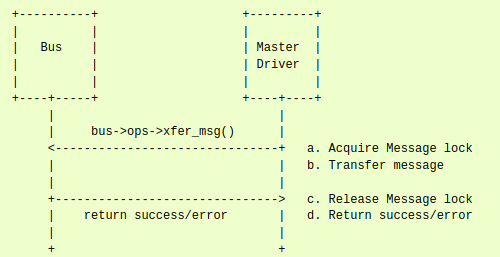 Bus Master
Driver
bus->ops->xfer_msg()
a. Acquire Message lock
b. Transfer message
c. Release Message lock
return success/error d. Return success/error